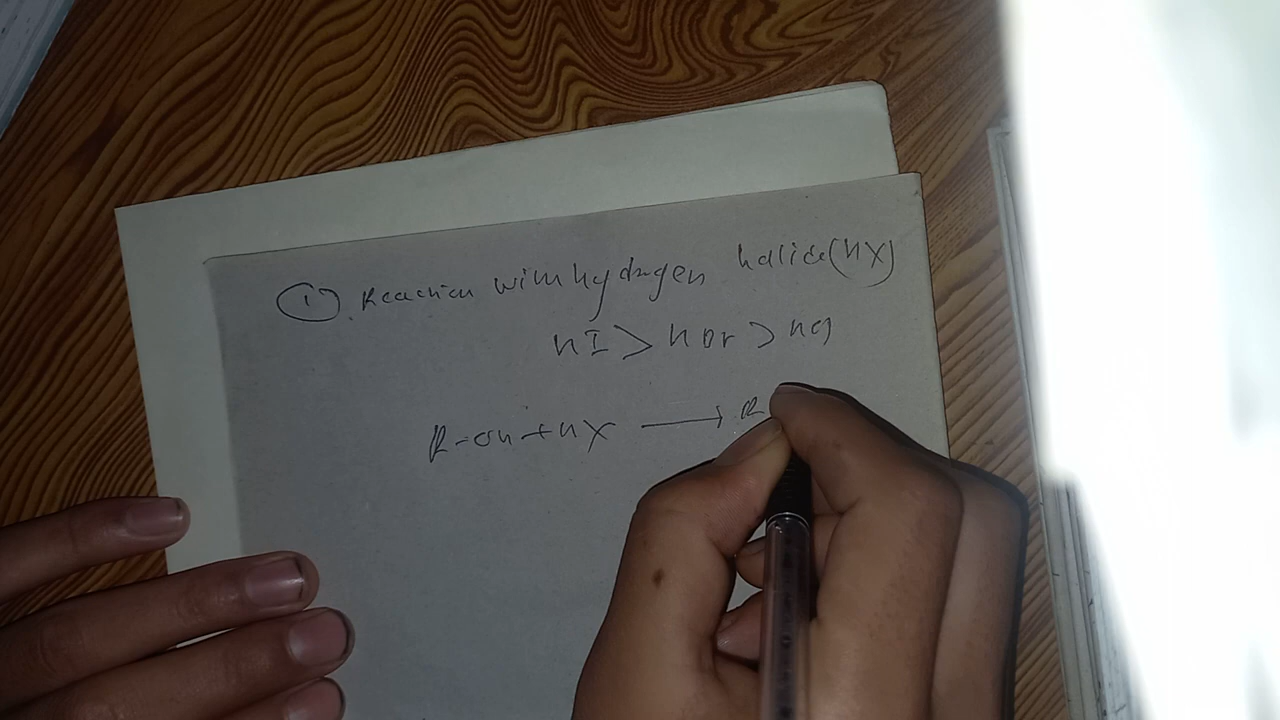 ① Reaction with hydrogen halide (HX)
HI > HBr > HCl
R-OH + HX ⟶ R